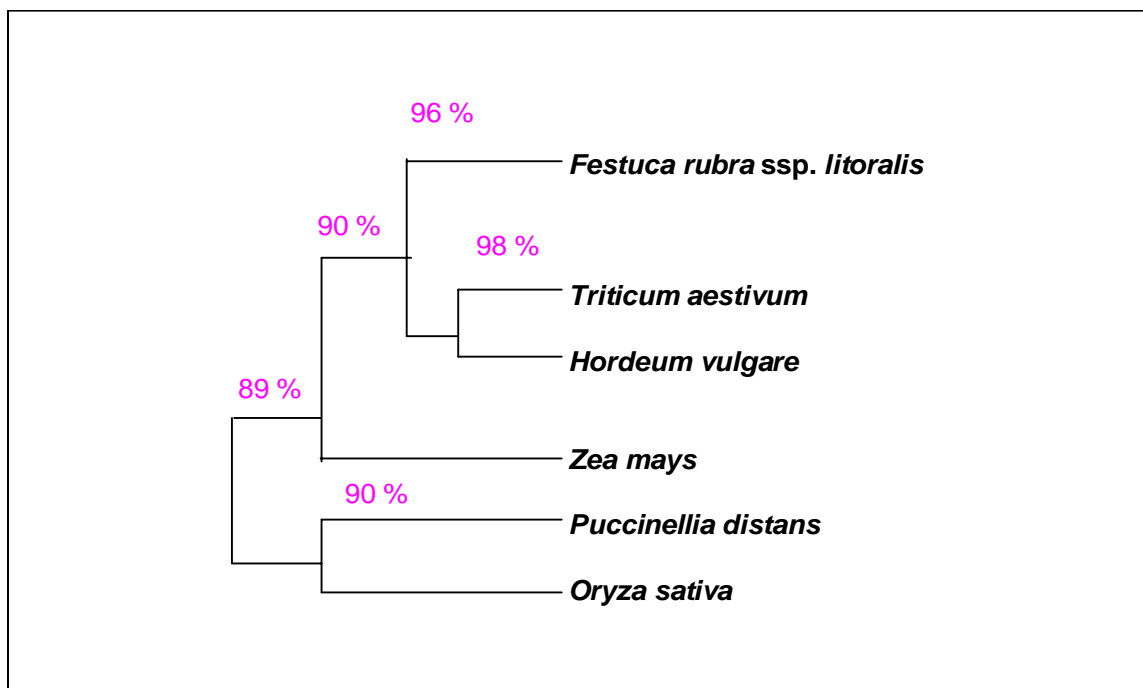 96 %
Festuca rubra ssp. litoralis
90 %
98 %
Triticum aestivum
Hordeum vulgare
89 %
Zea mays
90 %
Puccinellia distans
Oryza sativa